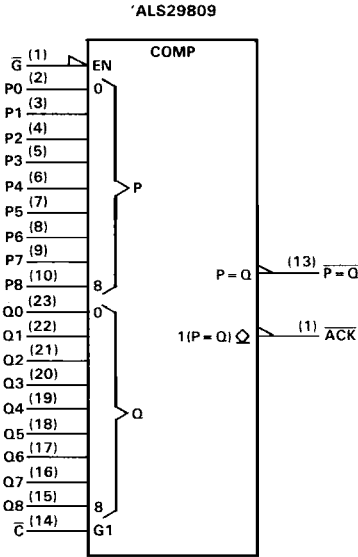 'ALS29809
COMP
G̅ (1) EN
P0 (2) 0
P1 (3)
P2 (4)
P3 (5)
P4 (6) P
P5 (7)
P6 (8)
P7 (9)
P8 (10) 8
P = Q (13) P̅=̅Q̅
Q0 (23) 0
Q1 (22) 1(P = Q) (1) A̅C̅K̅
Q2 (21)
Q3 (20)
Q4 (19) Q
Q5 (18)
Q6 (17)
Q7 (16)
Q8 (15) 8
C̅ (14) G1